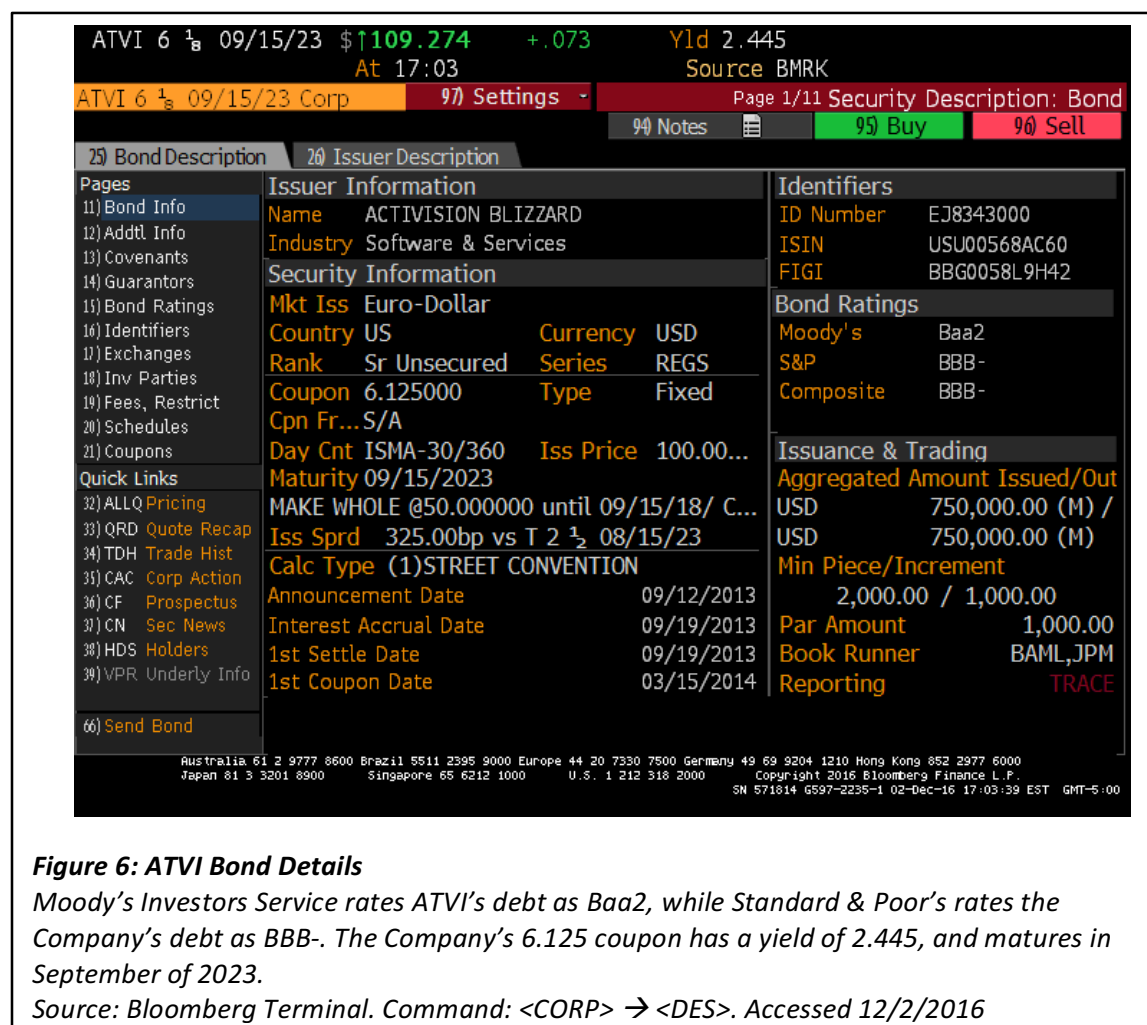 ATVI 6 ⅛ 09/15/23 $↑109.274 +.073 Yld 2.445
At 17:03 Source BMRK
ATVI 6 ⅛ 09/15/23 Corp 97) Settings Page 1/11 Security Description: Bond
94) Notes 95) Buy 96) Sell
25) Bond Description 26) Issuer Description
Pages
11) Bond Info
12) Addtl Info
13) Covenants
14) Guarantors
15) Bond Ratings
16) Identifiers
17) Exchanges
18) Inv Parties
19) Fees, Restrict
20) Schedules
21) Coupons
Quick Links
32) ALLQ Pricing
33) QRD Quote Recap
34) TDH Trade Hist
35) CAC Corp Action
36) CF Prospectus
37) CN Sec News
38) HDS Holders
39) VPR Underly Info
66) Send Bond
Issuer Information
Name ACTIVISION BLIZZARD
Industry Software & Services
Security Information
Mkt Iss Euro-Dollar
Country US Currency USD
Rank Sr Unsecured Series REGS
Coupon 6.125000 Type Fixed
Cpn Fr... S/A
Day Cnt ISMA-30/360 Iss Price 100.00...
Maturity 09/15/2023
MAKE WHOLE @50.000000 until 09/15/18/ C...
Iss Sprd 325.00bp vs T 2 ½ 08/15/23
Calc Type (1)STREET CONVENTION
Announcement Date 09/12/2013
Interest Accrual Date 09/19/2013
1st Settle Date 09/19/2013
1st Coupon Date 03/15/2014
Identifiers
ID Number EJ8343000
ISIN USU00568AC60
FIGI BBG0058L9H42
Bond Ratings
Moody's Baa2
S&P BBB-
Composite BBB-
Issuance & Trading
Aggregated Amount Issued/Out
USD 750,000.00 (M) /
USD 750,000.00 (M)
Min Piece/Increment
2,000.00 / 1,000.00
Par Amount 1,000.00
Book Runner BAML,JPM
Reporting TRACE
Australia 61 2 9777 8600 Brazil 5511 2395 9000 Europe 44 20 7330 7500 Germany 49 69 9204 1210 Hong Kong 852 2977 6000
Japan 81 3 3201 8900 Singapore 65 6212 1000 U.S. 1 212 318 2000 Copyright 2016 Bloomberg Finance L.P.
SN 571814 G597-2235-1 02-Dec-16 17:03:39 EST GMT-5:00
Figure 6: ATVI Bond Details
Moody's Investors Service rates ATVI's debt as Baa2, while Standard & Poor's rates the
Company's debt as BBB-. The Company's 6.125 coupon has a yield of 2.445, and matures in
September of 2023.
Source: Bloomberg Terminal. Command: <CORP> → <DES>. Accessed 12/2/2016